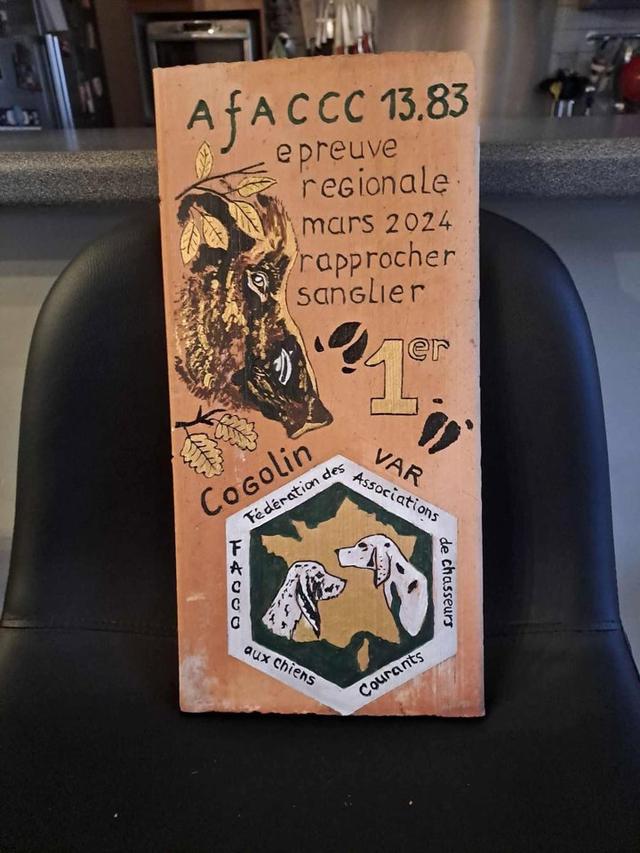 AfACCC 13.83
epreuve
regionale
mars 2024
rapprocher
sanglier
1er
Cogolin
VAR
Fédération des Associations
de chasseurs
aux chiens
Courants
FACCC